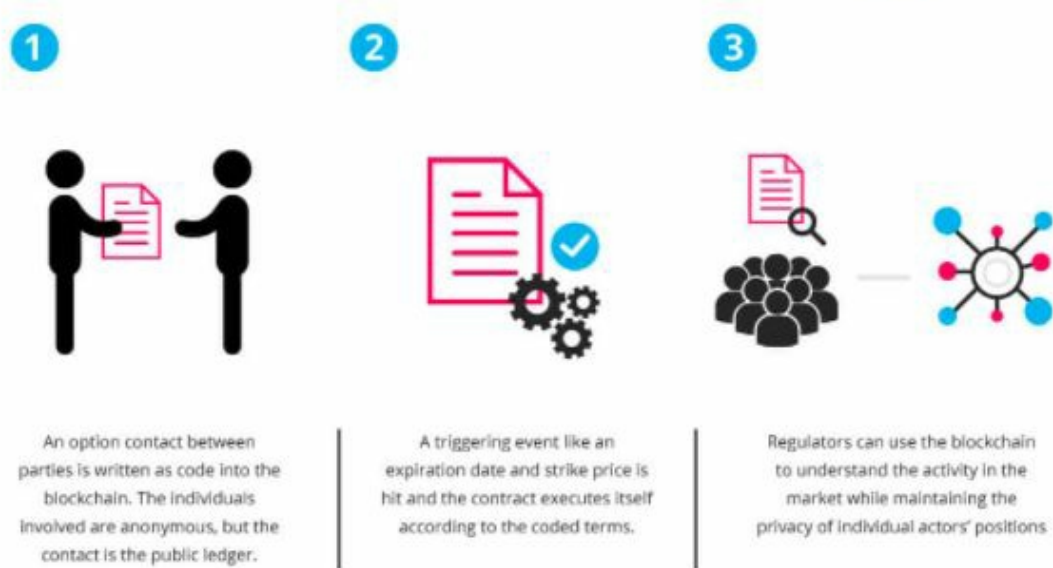 1
2
3
An option contact between
parties is written as code into the
blockchain. The individuals
involved are anonymous, but the
contact is the public ledger.
A triggering event like an
expiration date and strike price is
hit and the contract executes itself
according to the coded terms.
Regulators can use the blockchain
to understand the activity in the
market while maintaining the
privacy of individual actors' positions